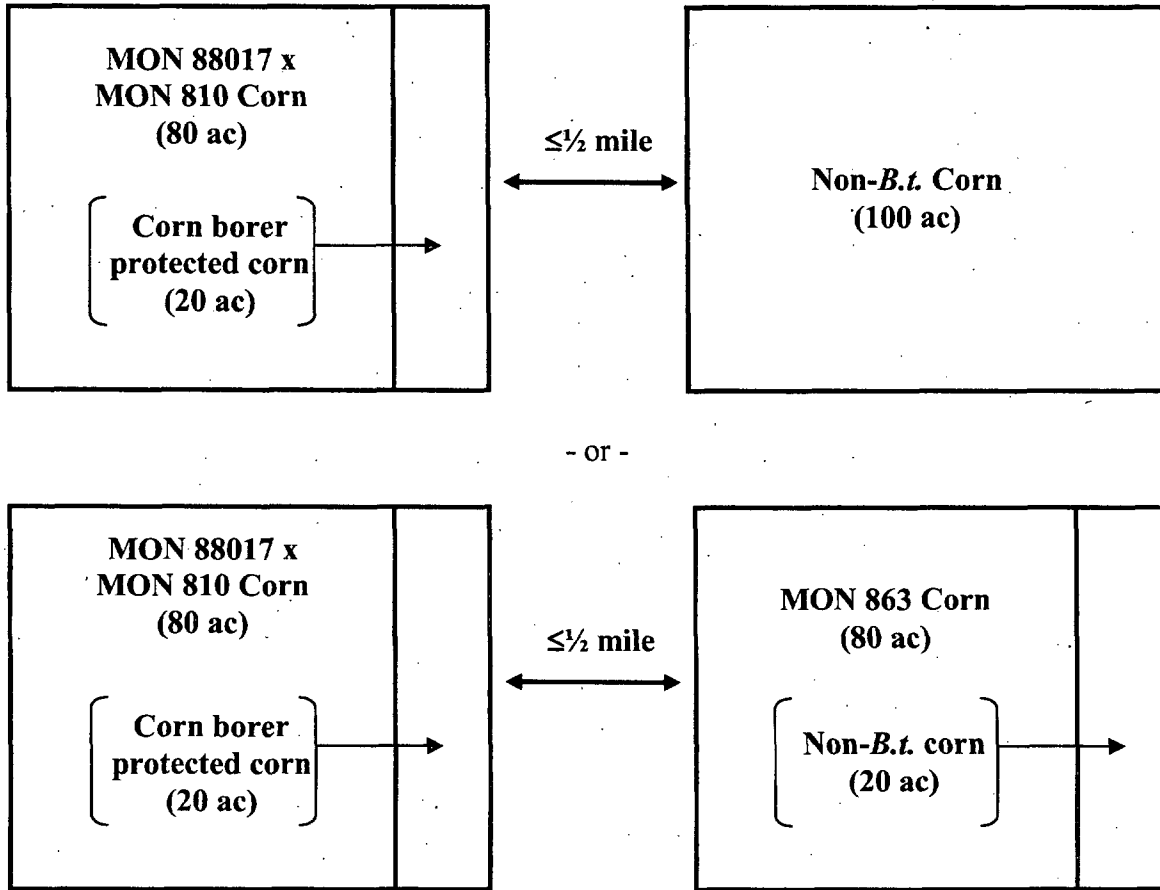 MON 88017 x
MON 810 Corn
(80 ac)
Corn borer
protected corn
(20 ac)
≤½ mile
Non-B.t. Corn
(100 ac)
- or -
MON 88017 x
MON 810 Corn
(80 ac)
Corn borer
protected corn
(20 ac)
≤½ mile
MON 863 Corn
(80 ac)
Non-B.t. corn
(20 ac)